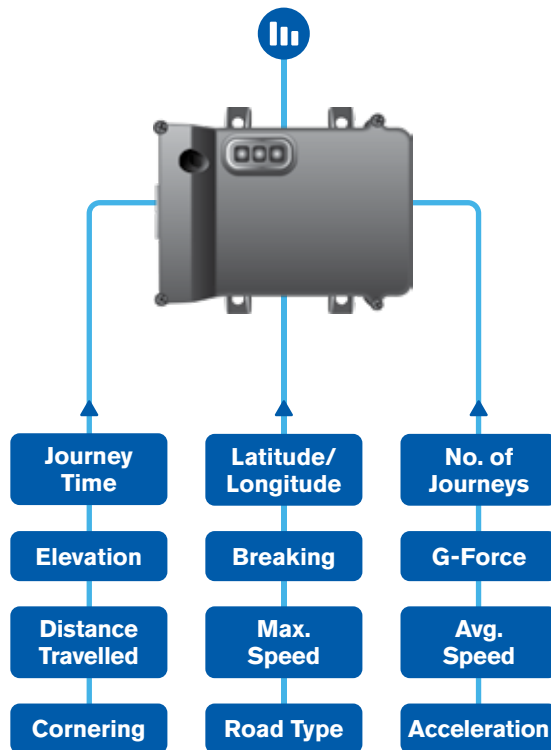 Journey
Time
Latitude/
Longitude
No. of
Journeys
Elevation
Breaking
G-Force
Distance
Travelled
Max.
Speed
Avg.
Speed
Cornering
Road Type
Acceleration